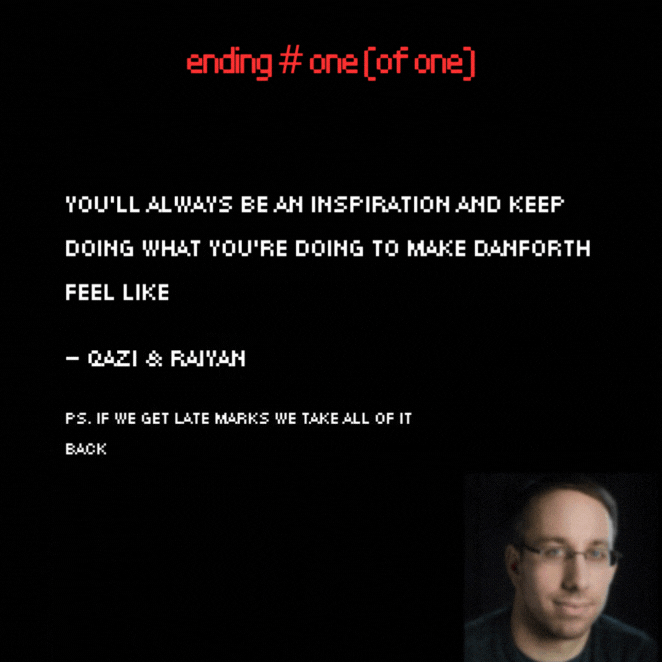 ending # one (of one)
YOU'LL ALWAYS BE AN INSPIRATION AND KEEP
DOING WHAT YOU'RE DOING TO MAKE DANFORTH
FEEL LIKE
- QAZI & RAIYAN
PS. IF WE GET LATE MARKS WE TAKE ALL OF IT
BACK